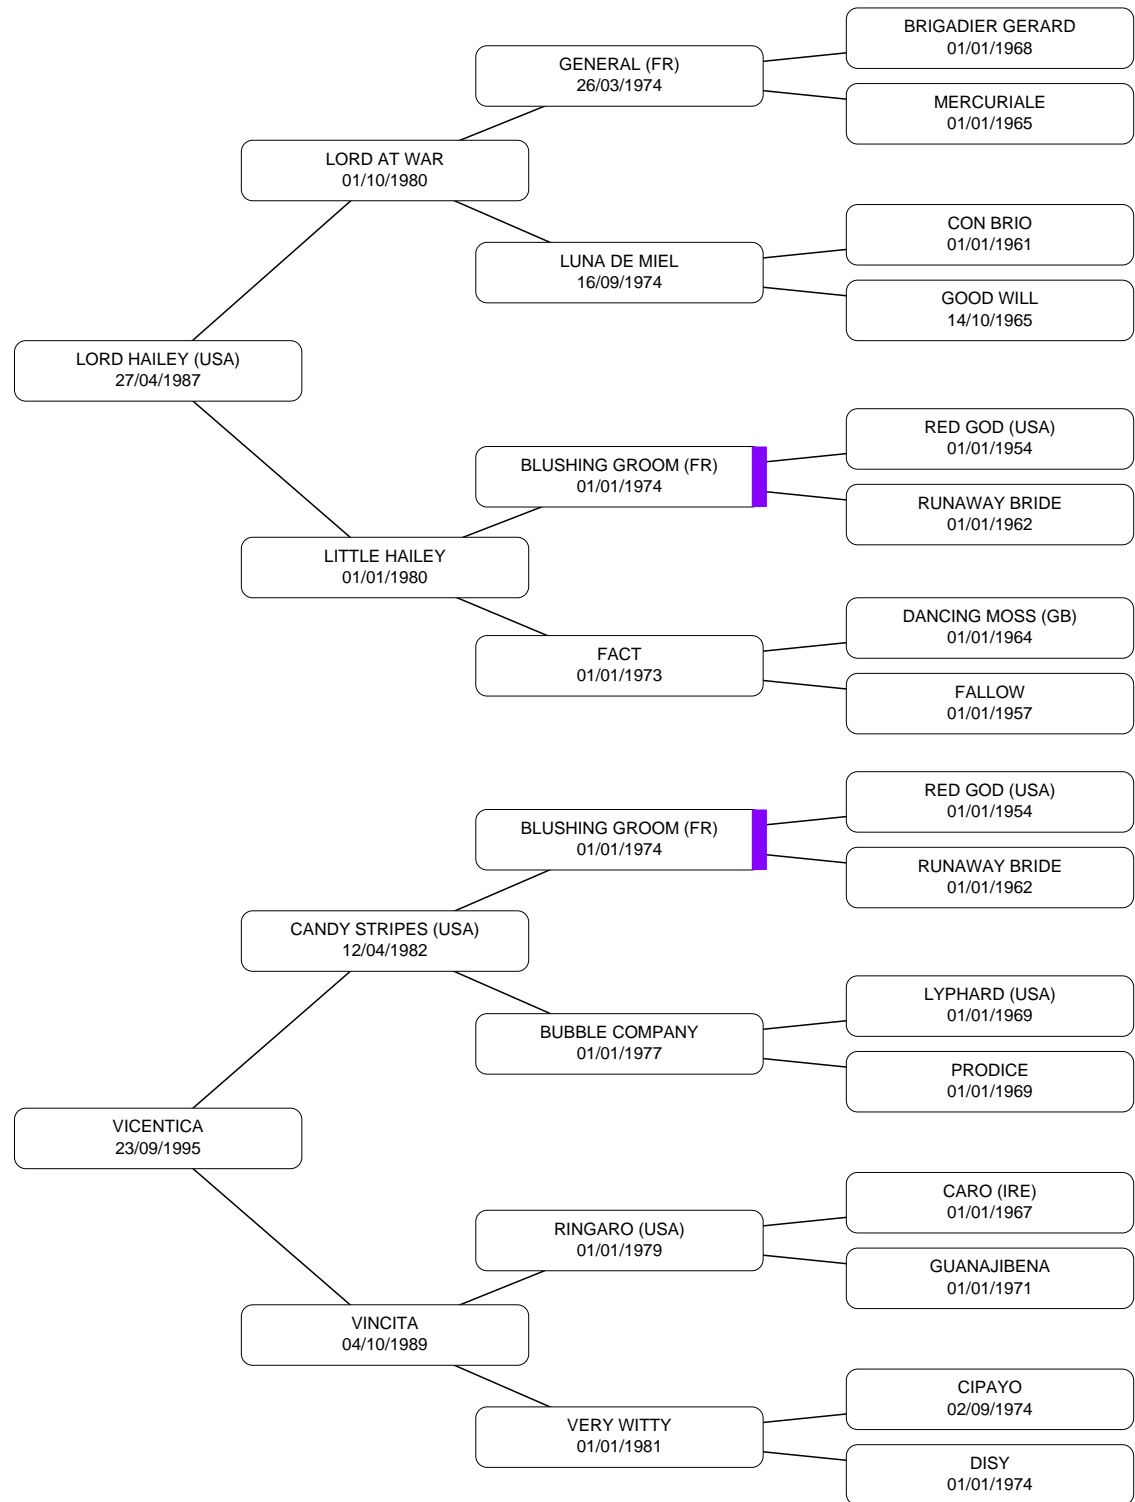 BRIGADIER GERARD
01/01/1968
GENERAL (FR)
26/03/1974
MERCURIALE
01/01/1965
LORD AT WAR
01/10/1980
CON BRIO
01/01/1961
LUNA DE MIEL
16/09/1974
GOOD WILL
14/10/1965
LORD HAILEY (USA)
27/04/1987
RED GOD (USA)
01/01/1954
BLUSHING GROOM (FR)
01/01/1974
RUNAWAY BRIDE
01/01/1962
LITTLE HAILEY
01/01/1980
DANCING MOSS (GB)
01/01/1964
FACT
01/01/1973
FALLOW
01/01/1957
RED GOD (USA)
01/01/1954
BLUSHING GROOM (FR)
01/01/1974
RUNAWAY BRIDE
01/01/1962
CANDY STRIPES (USA)
12/04/1982
LYPHARD (USA)
01/01/1969
BUBBLE COMPANY
01/01/1977
PRODICE
01/01/1969
VICENTICA
23/09/1995
CARO (IRE)
01/01/1967
RINGARO (USA)
01/01/1979
GUANAJIBENA
01/01/1971
VINCITA
04/10/1989
CIPAYO
02/09/1974
VERY WITTY
01/01/1981
DISY
01/01/1974